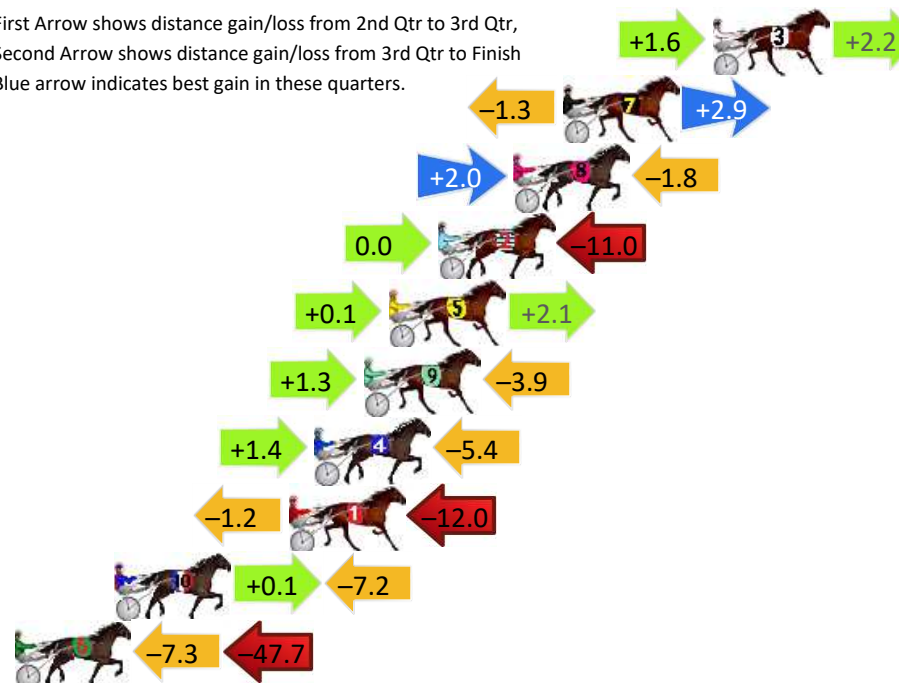 First Arrow shows distance gain/loss from 2nd Qtr to 3rd Qtr,
Second Arrow shows distance gain/loss from 3rd Qtr to Finish
Blue arrow indicates best gain in these quarters.
+1.6 3 +2.2
–1.3 7 +2.9
+2.0 8 –1.8
0.0 2 –11.0
+0.1 5 +2.1
+1.3 9 –3.9
+1.4 4 –5.4
–1.2 1 –12.0
10 +0.1 –7.2
6 –7.3 –47.7